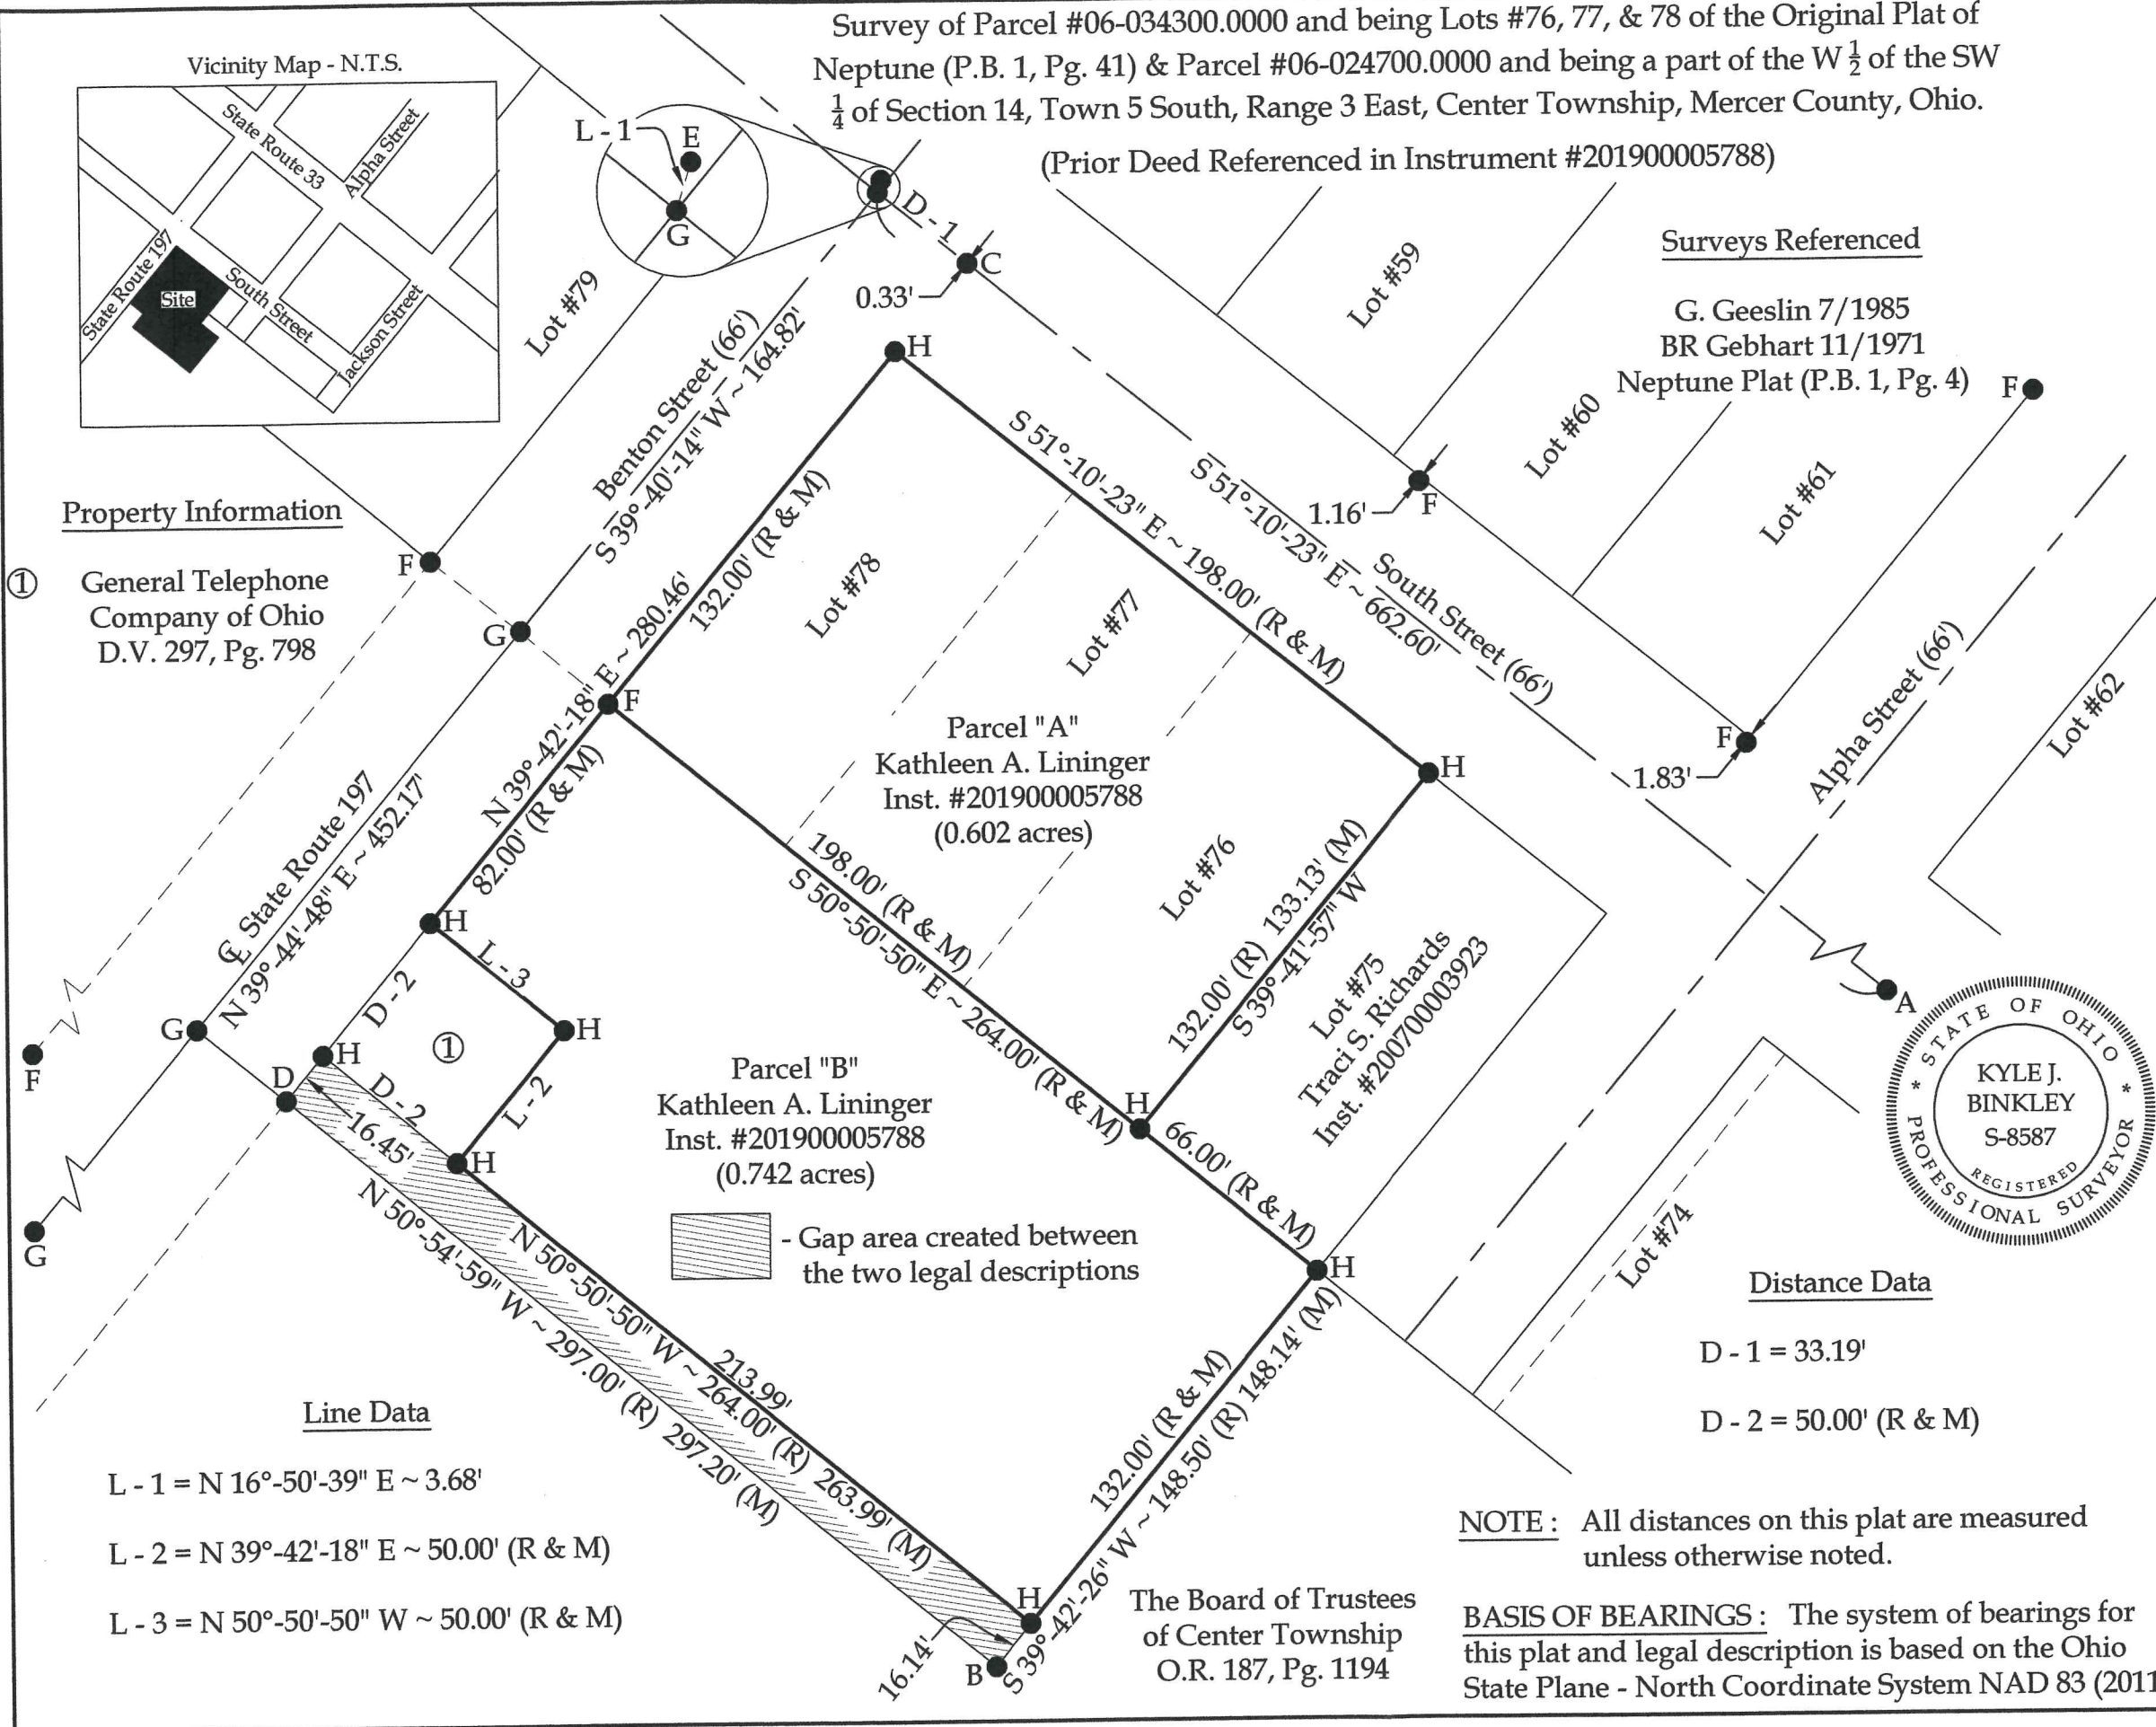 Survey of Parcel #06-034300.0000 and being Lots #76, 77, & 78 of the Original Plat of
Neptune (P.B. 1, Pg. 41) & Parcel #06-024700.0000 and being a part of the W ½ of the SW
¼ of Section 14, Town 5 South, Range 3 East, Center Township, Mercer County, Ohio.
(Prior Deed Referenced in Instrument #201900005788)
Vicinity Map - N.T.S.
State Route 33
Alpha Street
State Route 197
Site
South Street
Jackson Street
L - 1
E
G
D - 1
C
0.33'
Lot #79
Lot #59
Surveys Referenced
G. Geeslin 7/1985
BR Gebhart 11/1971
Neptune Plat (P.B. 1, Pg. 4)
F
Lot #60
Lot #61
1.16'
F
Benton Street (66')
S 39°-40'-14" W ~ 164.82'
H
S 51°-10'-23" E ~ 198.00' (R & M)
S 51°-10'-23" E ~ 662.60'
South Street (66')
Property Information
① General Telephone
Company of Ohio
D.V. 297, Pg. 798
F
G
N 39°-42'-18" E ~ 280.46'
132.00' (R & M)
Lot #78
Lot #77
F
Parcel "A"
Kathleen A. Lininger
Inst. #201900005788
(0.602 acres)
Lot #76
H
F
1.83'
Alpha Street (66')
Lot #62
82.00' (R & M)
198.00' (R & M)
S 50°-50'-50" E ~ 264.00' (R & M)
132.00' (R) 133.13' (M)
S 39°-41'-57" W
Lot #75
Traci S. Richards
Inst. #200700003923
℄ State Route 197
N 39°-44'-48" E ~ 452.17'
H
L - 3
D - 2
H
G
H
①
F
D
D - 2
L - 2
16.45'
H
G
Parcel "B"
Kathleen A. Lininger
Inst. #201900005788
(0.742 acres)
H
66.00' (R & M)
H
A
STATE OF OHIO
KYLE J.
BINKLEY
S-8587
REGISTERED
PROFESSIONAL SURVEYOR
Lot #74
- Gap area created between
the two legal descriptions
N 50°-54'-59" W ~ 297.00' (R) 297.20' (M)
N 50°-50'-50" W ~ 264.00' (R) 263.99' (M)
213.99'
132.00' (R & M)
S 39°-42'-26" W ~ 148.50' (R) 148.14' (M)
H
16.14'
B
Distance Data
D - 1 = 33.19'
D - 2 = 50.00' (R & M)
Line Data
L - 1 = N 16°-50'-39" E ~ 3.68'
L - 2 = N 39°-42'-18" E ~ 50.00' (R & M)
L - 3 = N 50°-50'-50" W ~ 50.00' (R & M)
The Board of Trustees
of Center Township
O.R. 187, Pg. 1194
NOTE : All distances on this plat are measured
unless otherwise noted.
BASIS OF BEARINGS : The system of bearings for
this plat and legal description is based on the Ohio
State Plane - North Coordinate System NAD 83 (2011